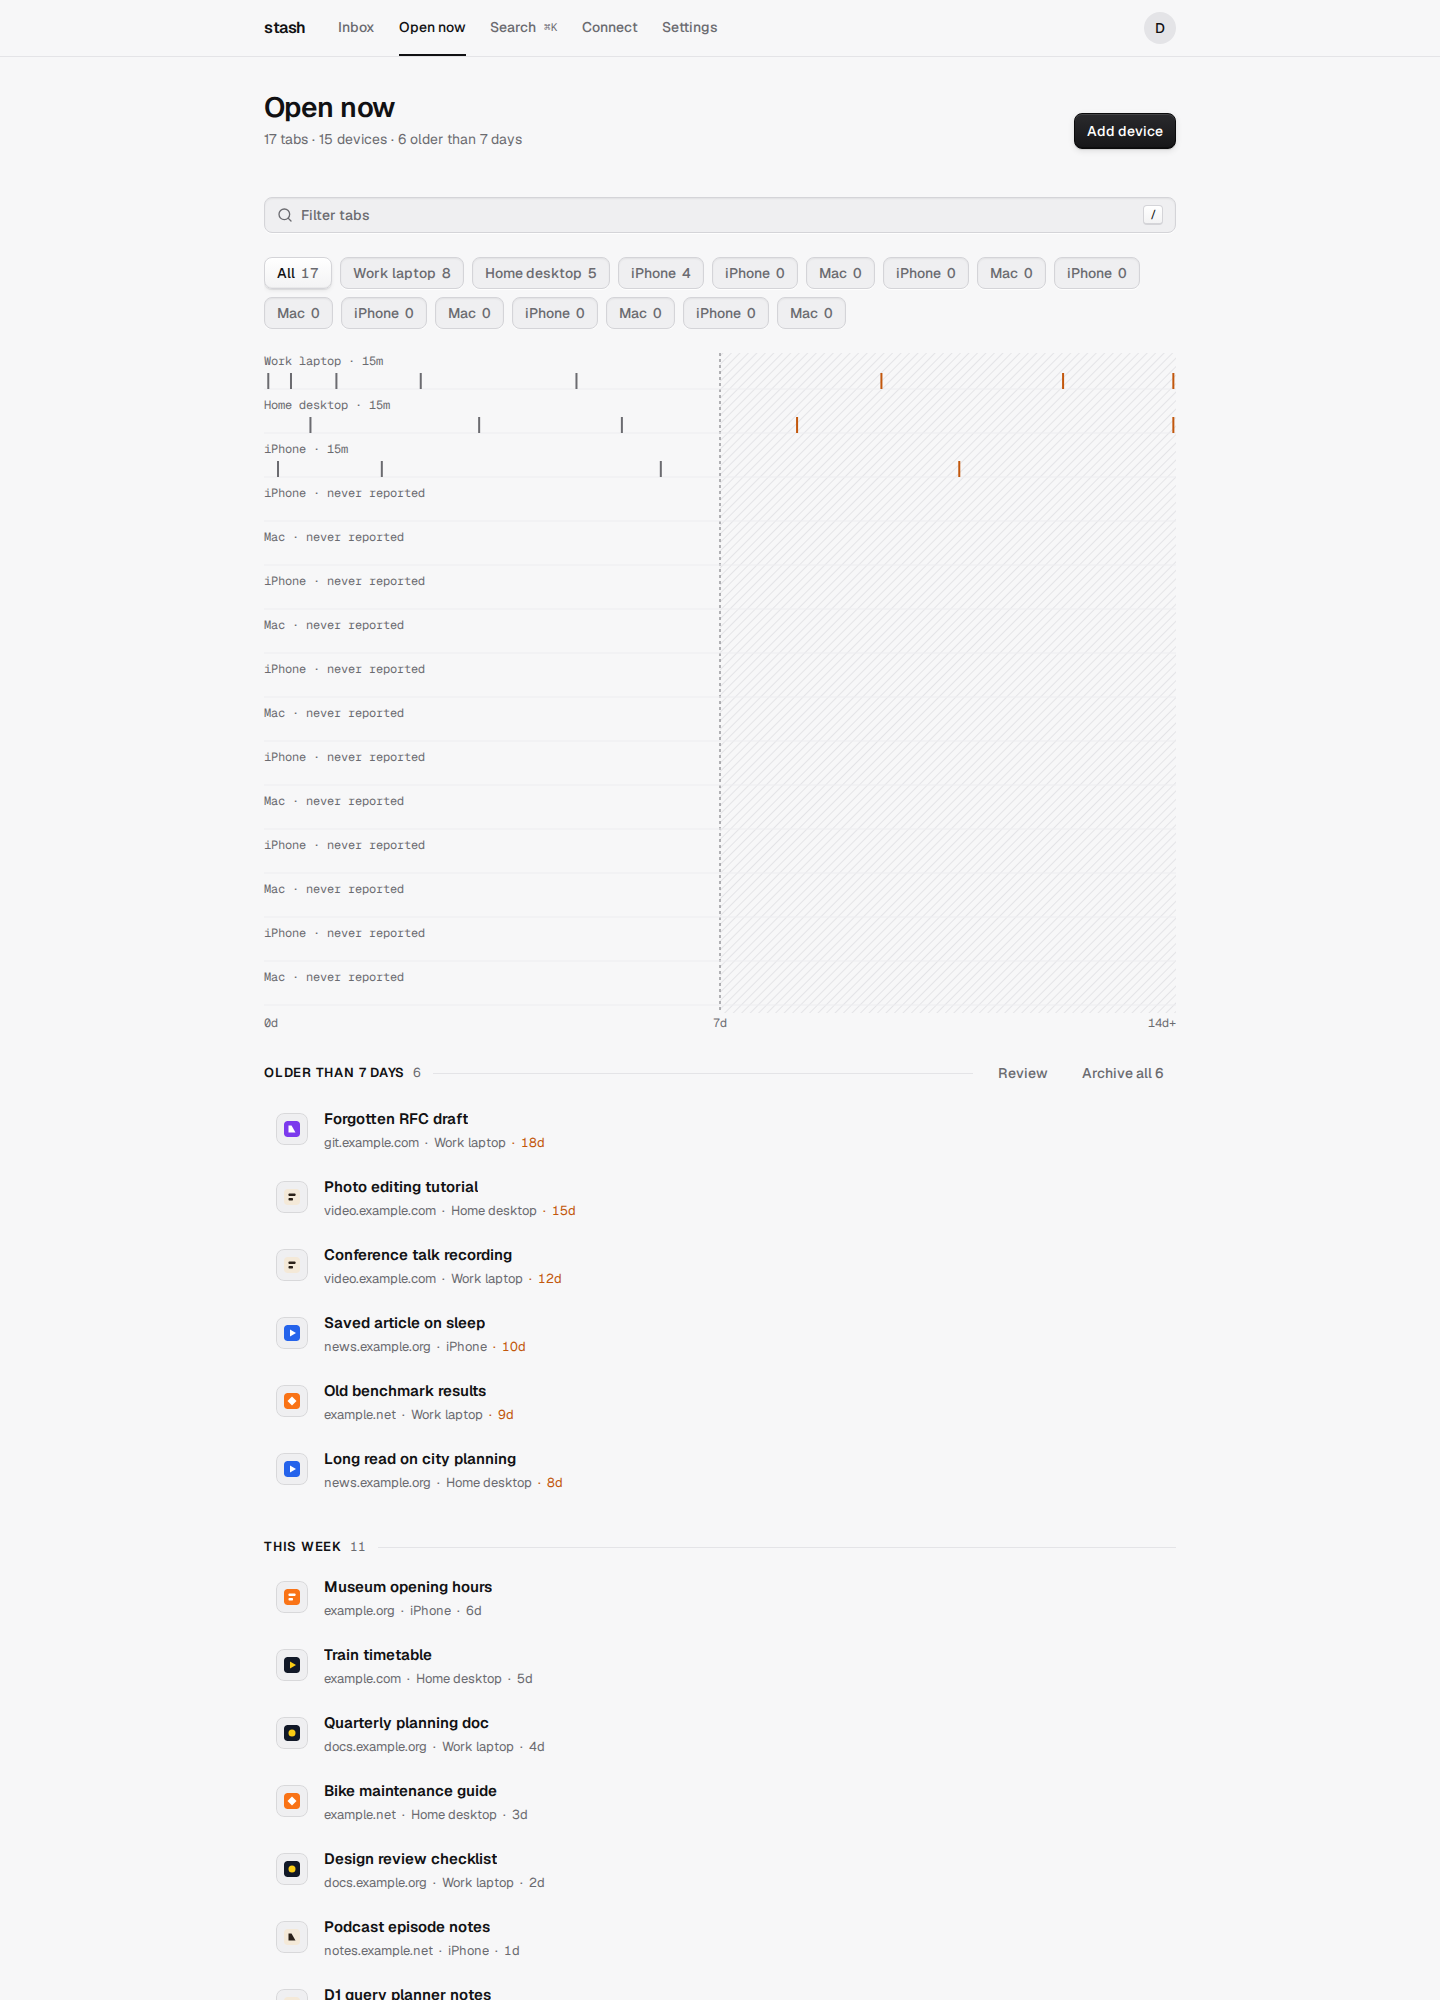 stash Inbox Open now Search ⌘K Connect Settings D
Open now
17 tabs · 15 devices · 6 older than 7 days
Add device
Filter tabs /
All 17 Work laptop 8 Home desktop 5 iPhone 4 iPhone 0 Mac 0 iPhone 0 Mac 0 iPhone 0
Mac 0 iPhone 0 Mac 0 iPhone 0 Mac 0 iPhone 0 Mac 0
Work laptop · 15m
Home desktop · 15m
iPhone · 15m
iPhone · never reported
Mac · never reported
iPhone · never reported
Mac · never reported
iPhone · never reported
Mac · never reported
iPhone · never reported
Mac · never reported
iPhone · never reported
Mac · never reported
iPhone · never reported
Mac · never reported
0d 7d 14d+
OLDER THAN 7 DAYS 6 Review Archive all 6
Forgotten RFC draft
git.example.com · Work laptop · 18d
Photo editing tutorial
video.example.com · Home desktop · 15d
Conference talk recording
video.example.com · Work laptop · 12d
Saved article on sleep
news.example.org · iPhone · 10d
Old benchmark results
example.net · Work laptop · 9d
Long read on city planning
news.example.org · Home desktop · 8d
THIS WEEK 11
Museum opening hours
example.org · iPhone · 6d
Train timetable
example.com · Home desktop · 5d
Quarterly planning doc
docs.example.org · Work laptop · 4d
Bike maintenance guide
example.net · Home desktop · 3d
Design review checklist
docs.example.org · Work laptop · 2d
Podcast episode notes
notes.example.net · iPhone · 1d
D1 query planner notes